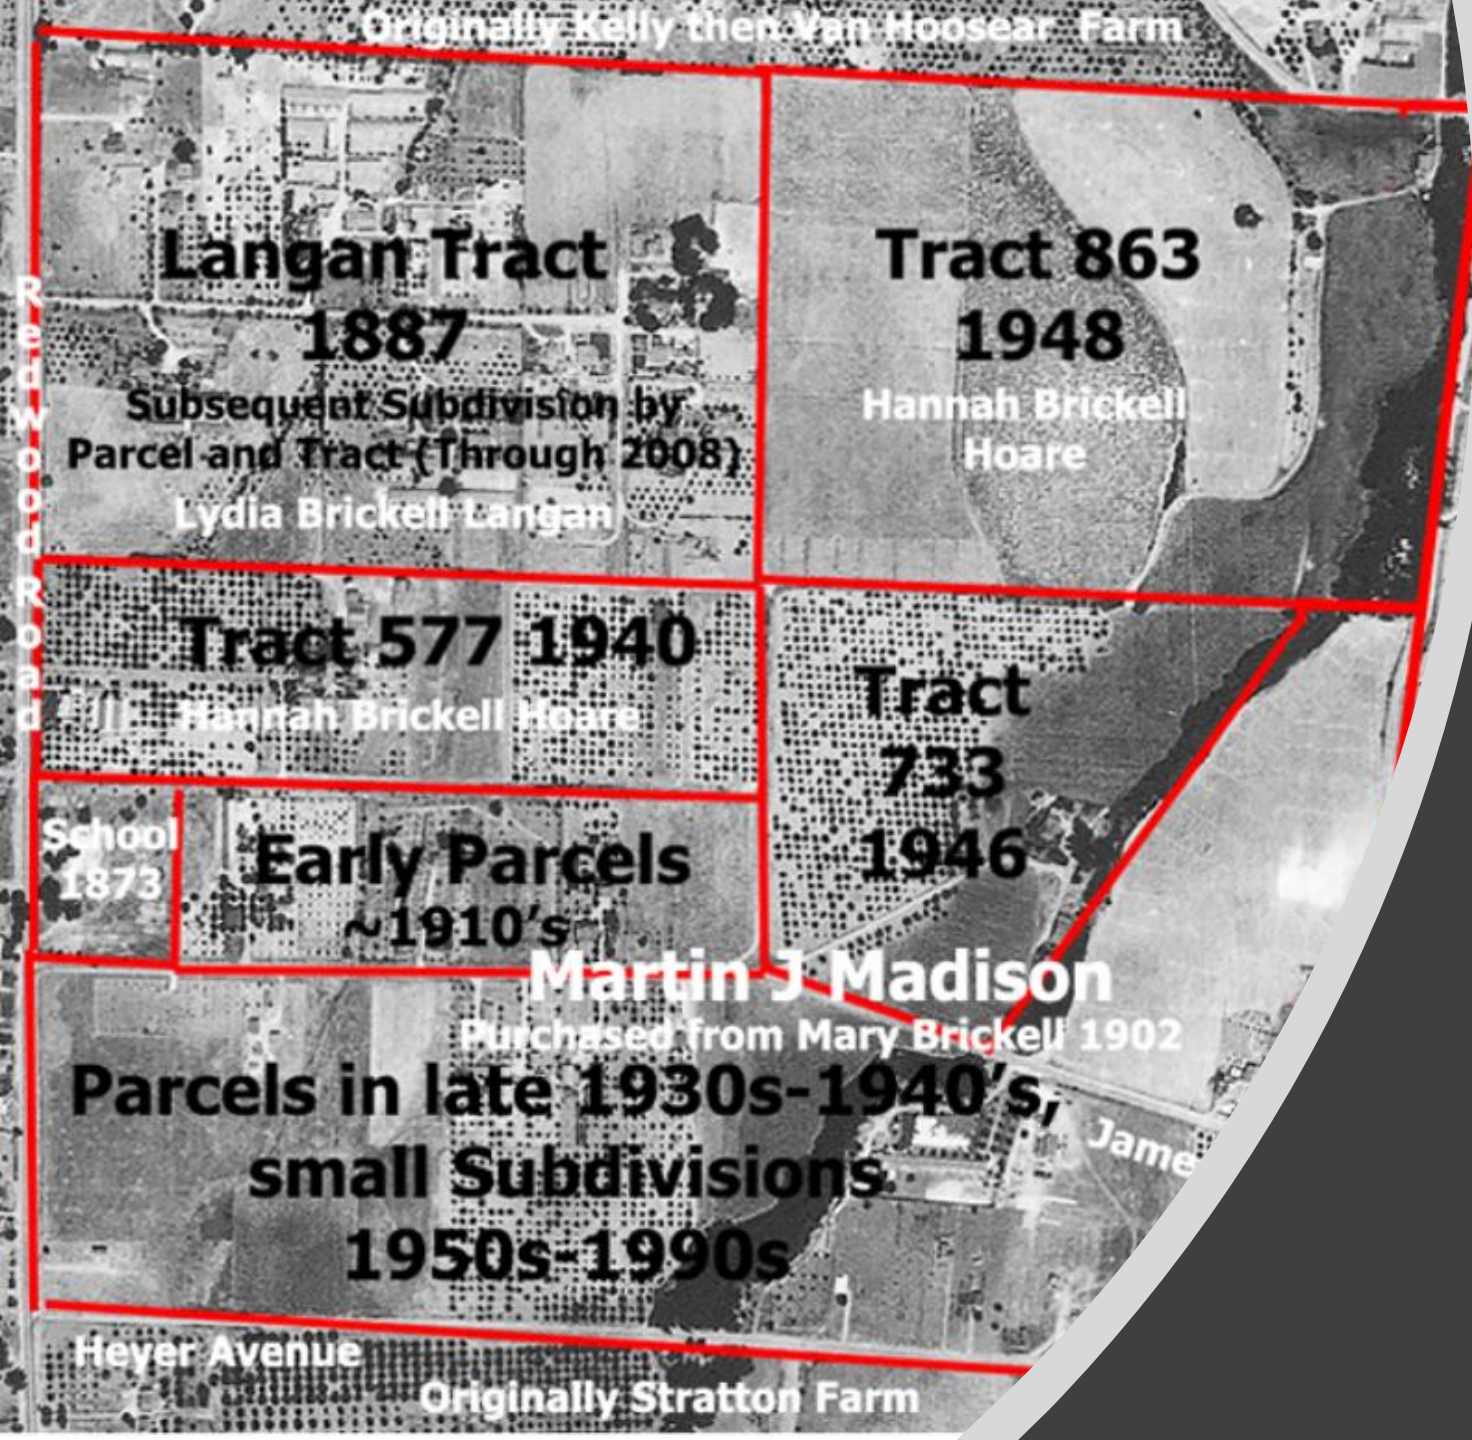 Originally Kelly then Van Hoosear Farm
Langan Tract
1887
Subsequent Subdivision by
Parcel and Tract (Through 2008)
Lydia Brickell Langan
Tract 863
1948
Hannah Brickell
Hoare
Redwood Road
Tract 577 1940
Hannah Brickell Hoare
Tract
733
1946
School
1873
Early Parcels
~1910’s
Martin J Madison
Purchased from Mary Brickell 1902
Parcels in late 1930s-1940’s,
small Subdivisions
1950s-1990s
Jame
Heyer Avenue
Originally Stratton Farm